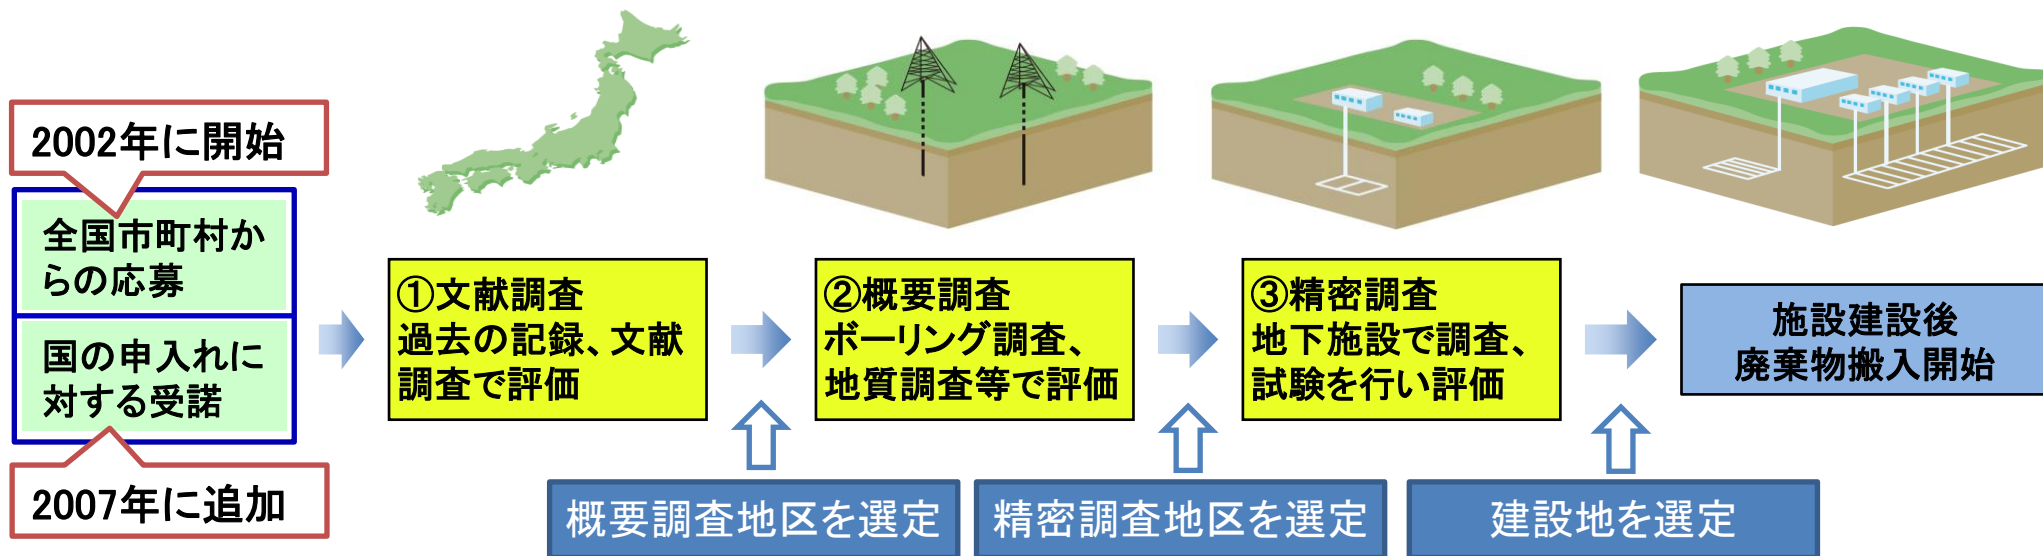 2002年に開始
全国市町村か
らの応募
国の申入れに
対する受諾
2007年に追加
①文献調査
過去の記録、文献
調査で評価
②概要調査
ボーリング調査、
地質調査等で評価
③精密調査
地下施設で調査、
試験を行い評価
施設建設後
廃棄物搬入開始
概要調査地区を選定
精密調査地区を選定
建設地を選定